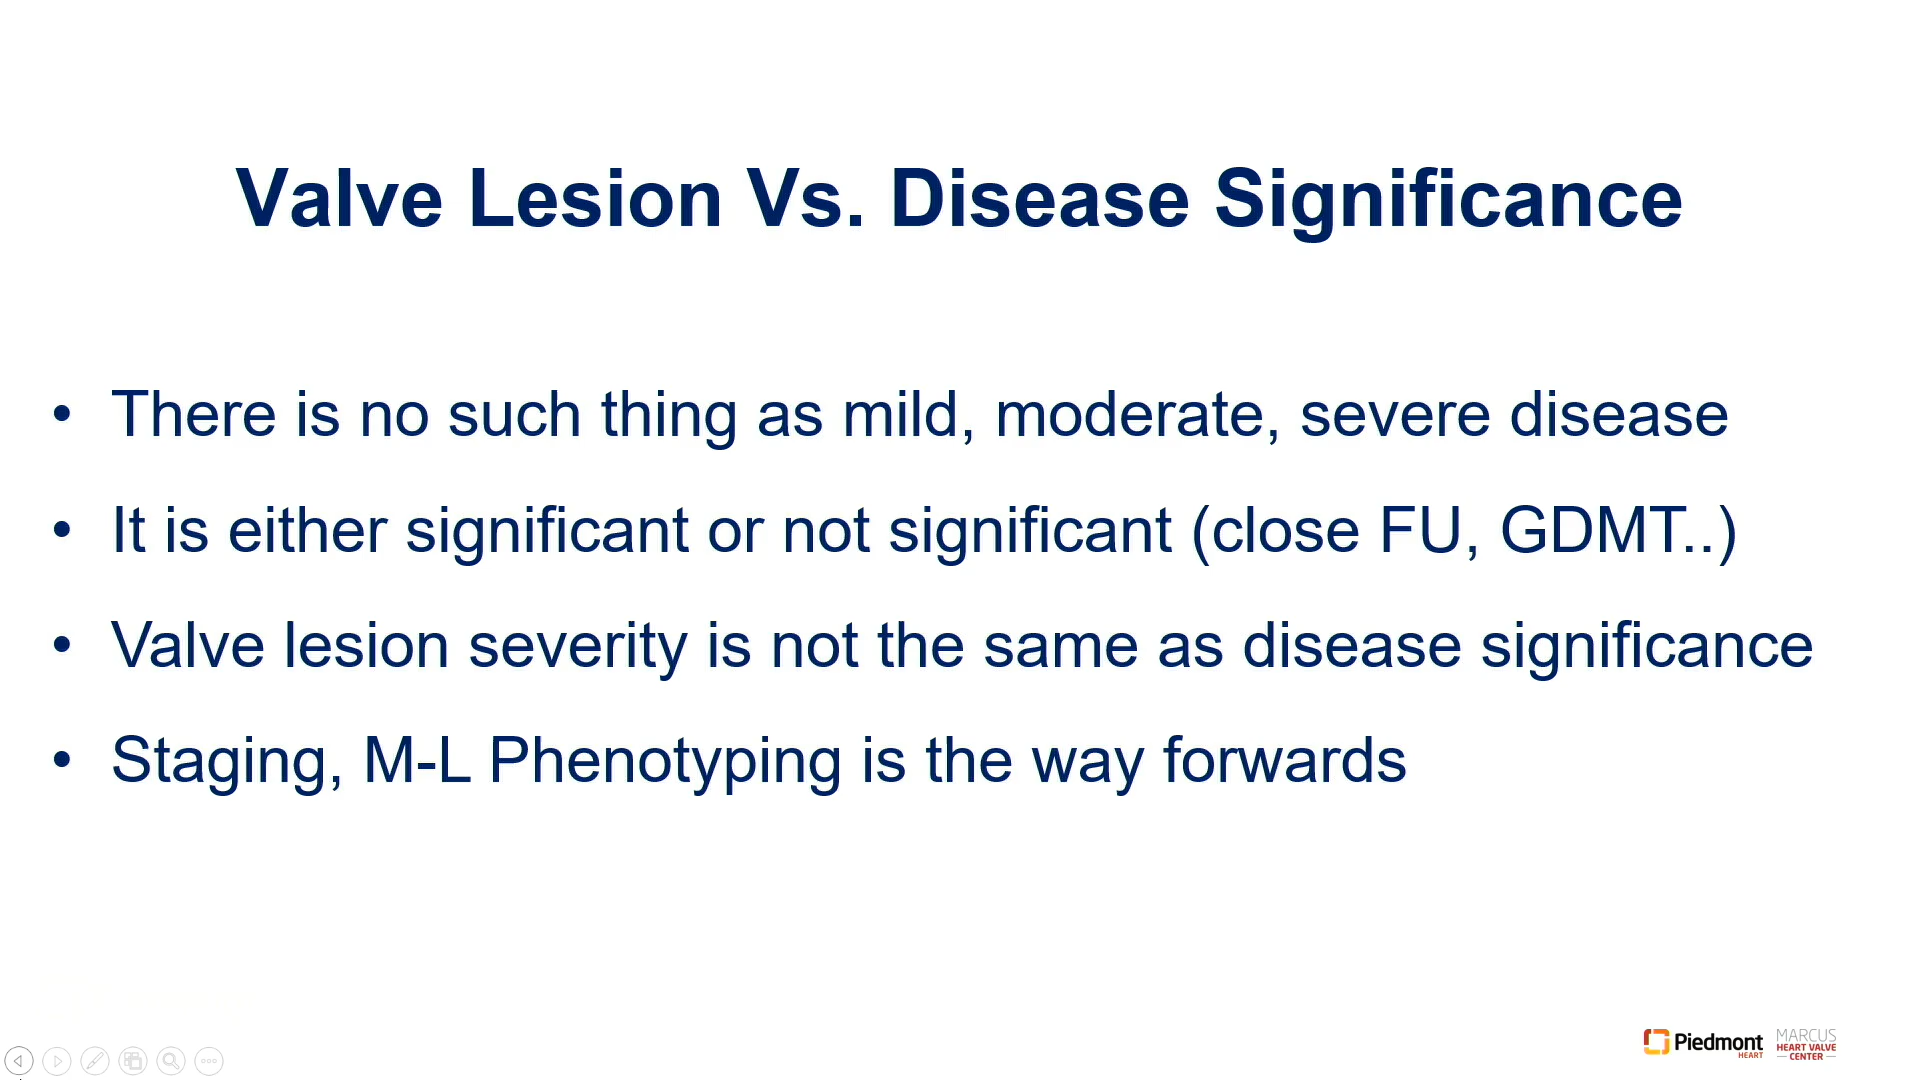 Valve Lesion Vs. Disease Significance
• There is no such thing as mild, moderate, severe disease
• It is either significant or not significant (close FU, GDMT..)
• Valve lesion severity is not the same as disease significance
• Staging, M-L Phenotyping is the way forwards
Piedmont
HEART
MARCUS
HEART VALVE
CENTER